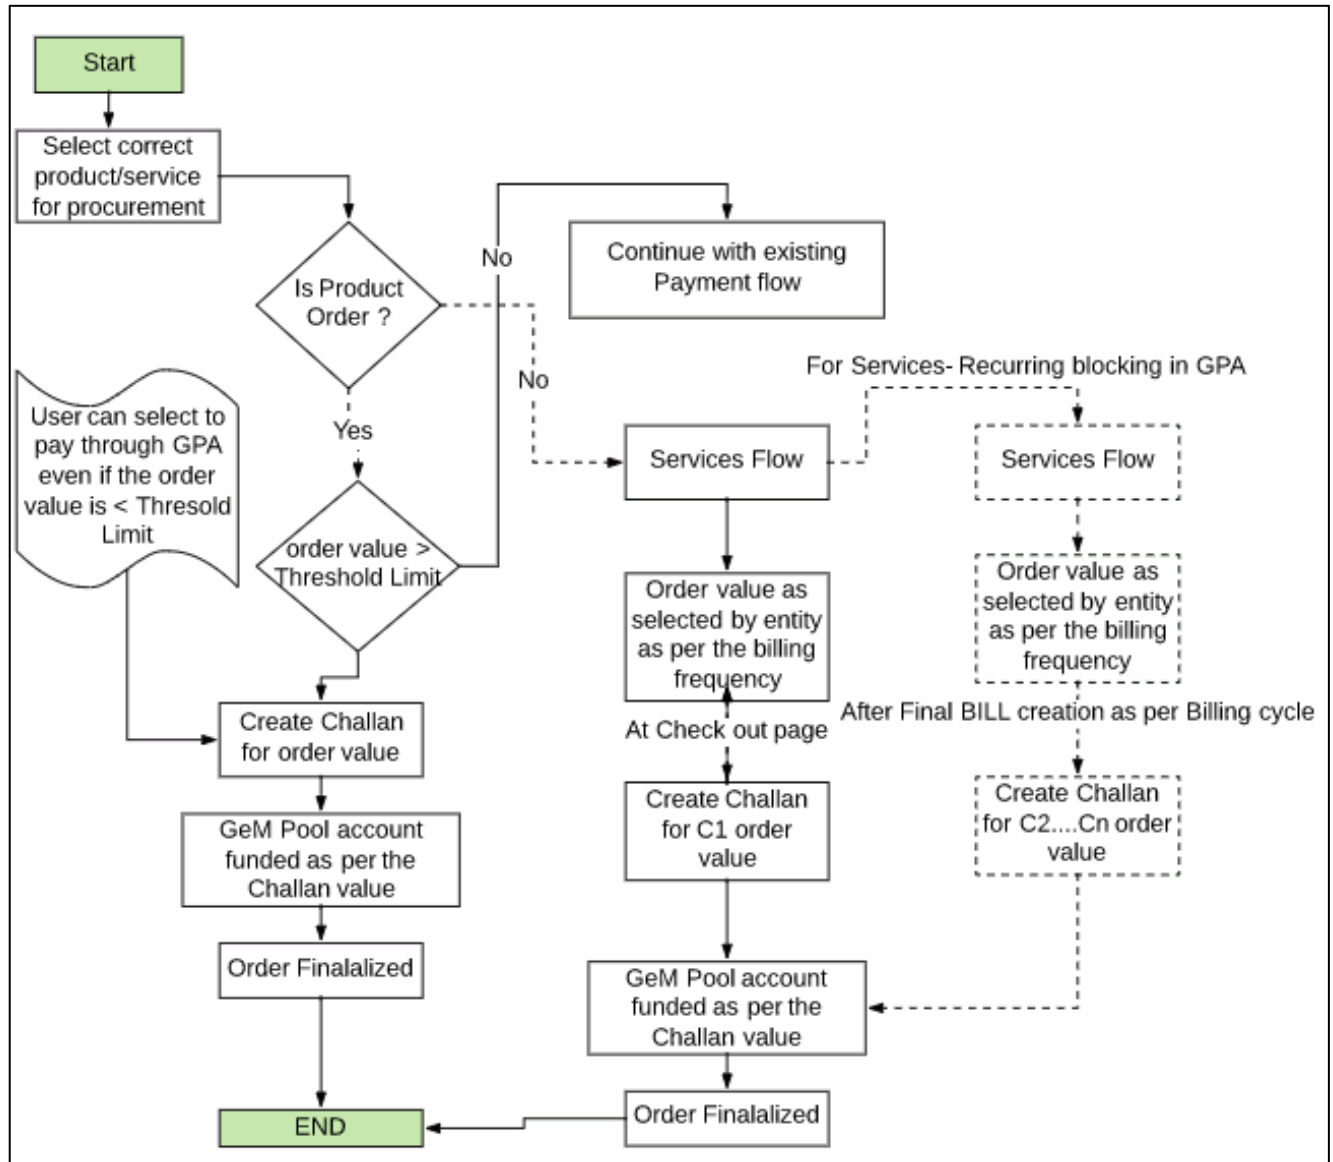 Start
Select correct
product/service
for procurement
Is Product
Order ?
No
Continue with existing
Payment flow
No
Yes
User can select to
pay through GPA
even if the order
value is < Thresold
Limit
order value >
Threshold Limit
Create Challan
for order value
GeM Pool account
funded as per the
Challan value
Order Finalalized
END
For Services- Recurring blocking in GPA
Services Flow
Order value as
selected by entity
as per the billing
frequency
At Check out page
Create Challan
for C1 order
value
GeM Pool account
funded as per the
Challan value
Order Finalalized
Services Flow
Order value as
selected by entity
as per the billing
frequency
After Final BILL creation as per Billing cycle
Create Challan
for C2....Cn order
value